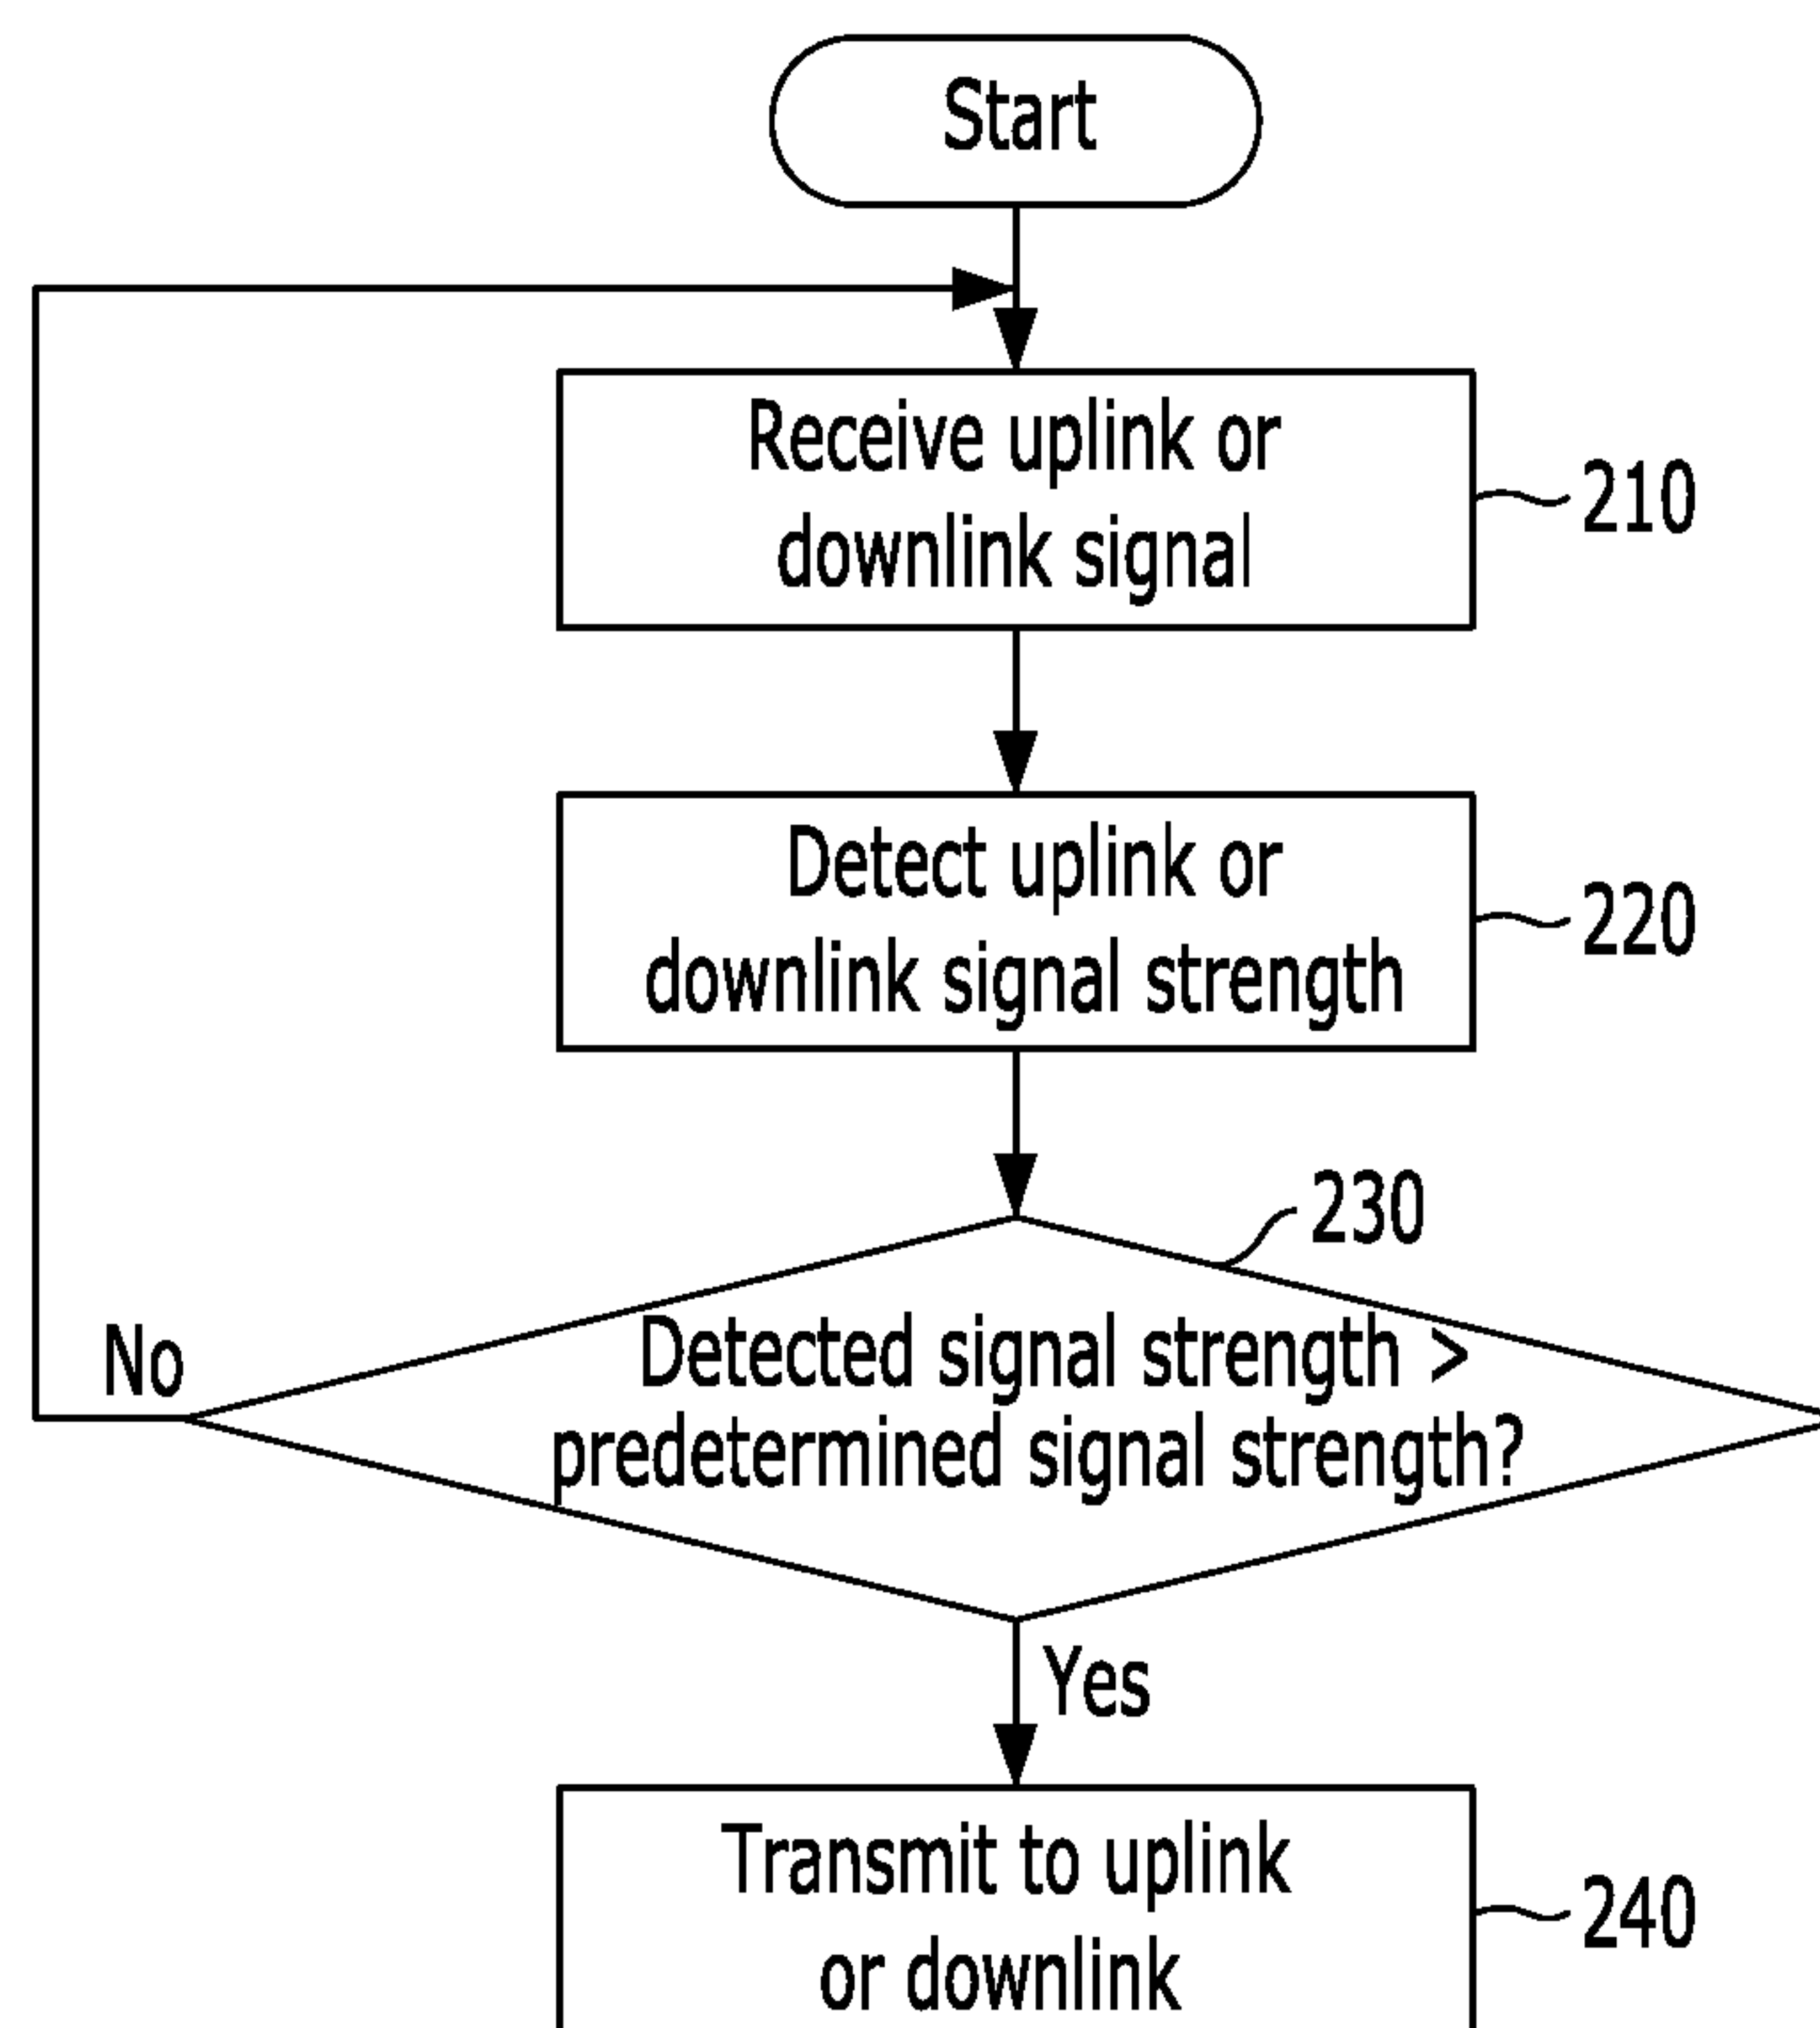 Start
Receive uplink or
downlink signal
210
Detect uplink or
downlink signal strength
220
230
Detected signal strength >
predetermined signal strength?
No
Yes
Transmit to uplink
or downlink
240